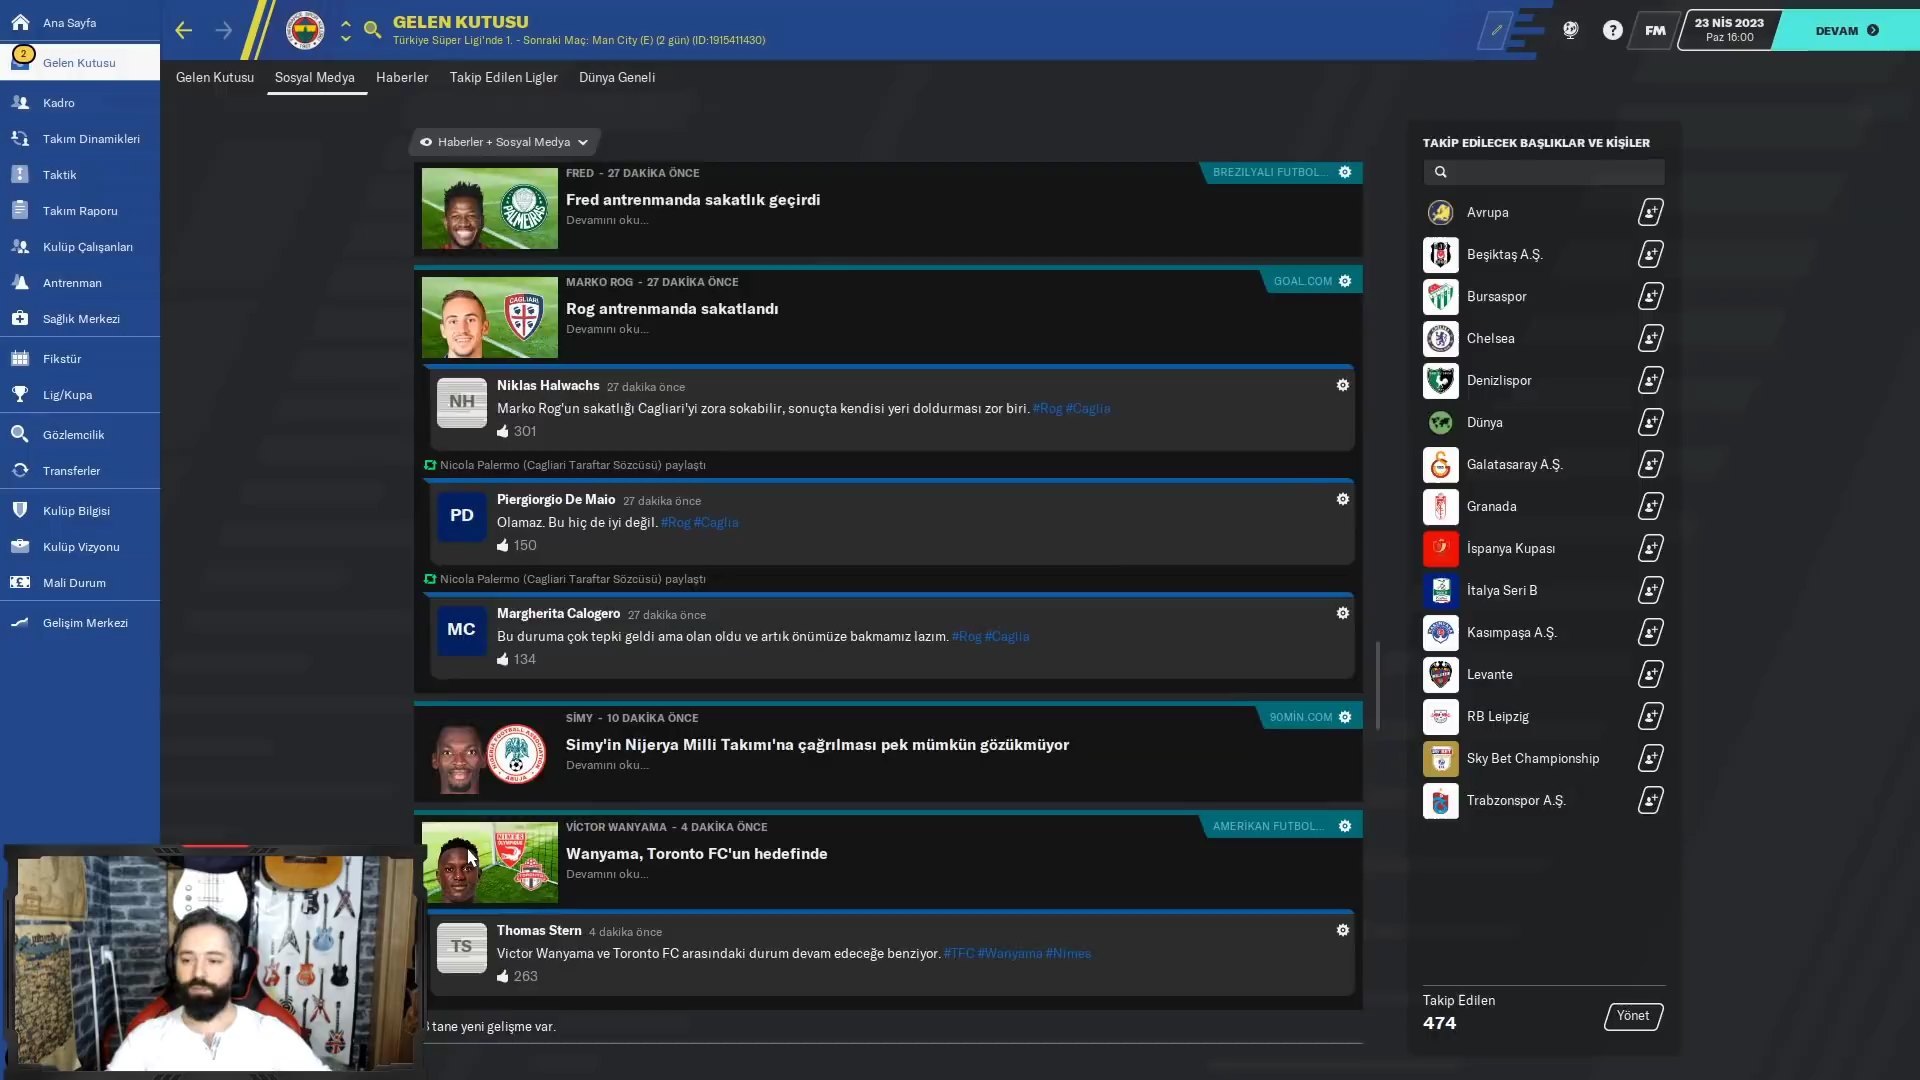 Ana Sayfa
2
Gelen Kutusu
Kadro
Takım Dinamikleri
Taktik
Takım Raporu
Kulüp Çalışanları
Antrenman
Sağlık Merkezi
Fikstür
Lig/Kupa
Gözlemcilik
Transferler
Kulüp Bilgisi
Kulüp Vizyonu
Mali Durum
Gelişim Merkezi
GELEN KUTUSU
Türkiye Süper Ligi'nde 1. - Sonraki Maç: Man City (E) (2 gün) (ID:1915411430)
FM
23 NİS 2023
Paz 16:00
DEVAM
Gelen Kutusu Sosyal Medya Haberler Takip Edilen Ligler Dünya Geneli
Haberler + Sosyal Medya
FRED - 27 DAKİKA ÖNCE
BREZILYALI FUTBOL...
Fred antrenmanda sakatlık geçirdi
Devamını oku...
PALMEIRAS
MARKO ROG - 27 DAKİKA ÖNCE
GOAL.COM
Rog antrenmanda sakatlandı
Devamını oku...
CAGLIARI
NH
Niklas Halwachs 27 dakika önce
Marko Rog'un sakatlığı Cagliari'yi zora sokabilir, sonuçta kendisi yeri doldurması zor biri. #Rog #Caglia
301
Nicola Palermo (Cagliari Taraftar Sözcüsü) paylaştı
PD
Piergiorgio De Maio 27 dakika önce
Olamaz. Bu hiç de iyi değil. #Rog #Caglia
150
Nicola Palermo (Cagliari Taraftar Sözcüsü) paylaştı
MC
Margherita Calogero 27 dakika önce
Bu duruma çok tepki geldi ama olan oldu ve artık önümüze bakmamız lazım. #Rog #Caglia
134
SİMY - 10 DAKİKA ÖNCE
90MİN.COM
Simy'in Nijerya Milli Takımı'na çağrılması pek mümkün gözükmüyor
Devamını oku...
VİCTOR WANYAMA - 4 DAKİKA ÖNCE
AMERİKAN FUTBOL...
Wanyama, Toronto FC'un hedefinde
Devamını oku...
NIMES
TS
Thomas Stern 4 dakika önce
Victor Wanyama ve Toronto FC arasındaki durum devam edeceğe benziyor. #TFC #Wanyama #Nimes
263
tane yeni gelişme var.
TAKİP EDİLECEK BAŞLIKLAR VE KİŞİLER
Avrupa
Beşiktaş A.Ş.
Bursaspor
Chelsea
Denizlispor
Dünya
Galatasaray A.Ş.
Granada
İspanya Kupası
İtalya Seri B
Kasımpaşa A.Ş.
Levante
RB Leipzig
Sky Bet Championship
Trabzonspor A.Ş.
Takip Edilen
474
Yönet